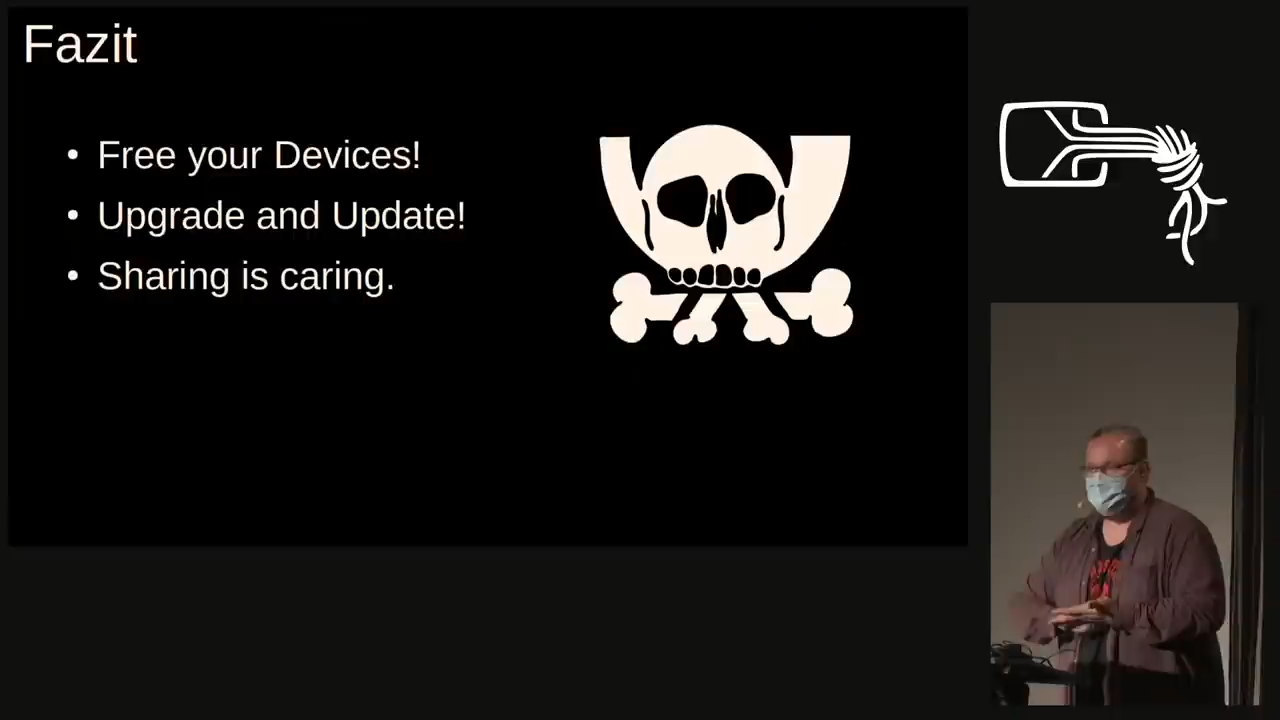 Fazit
• Free your Devices!
• Upgrade and Update!
• Sharing is caring.